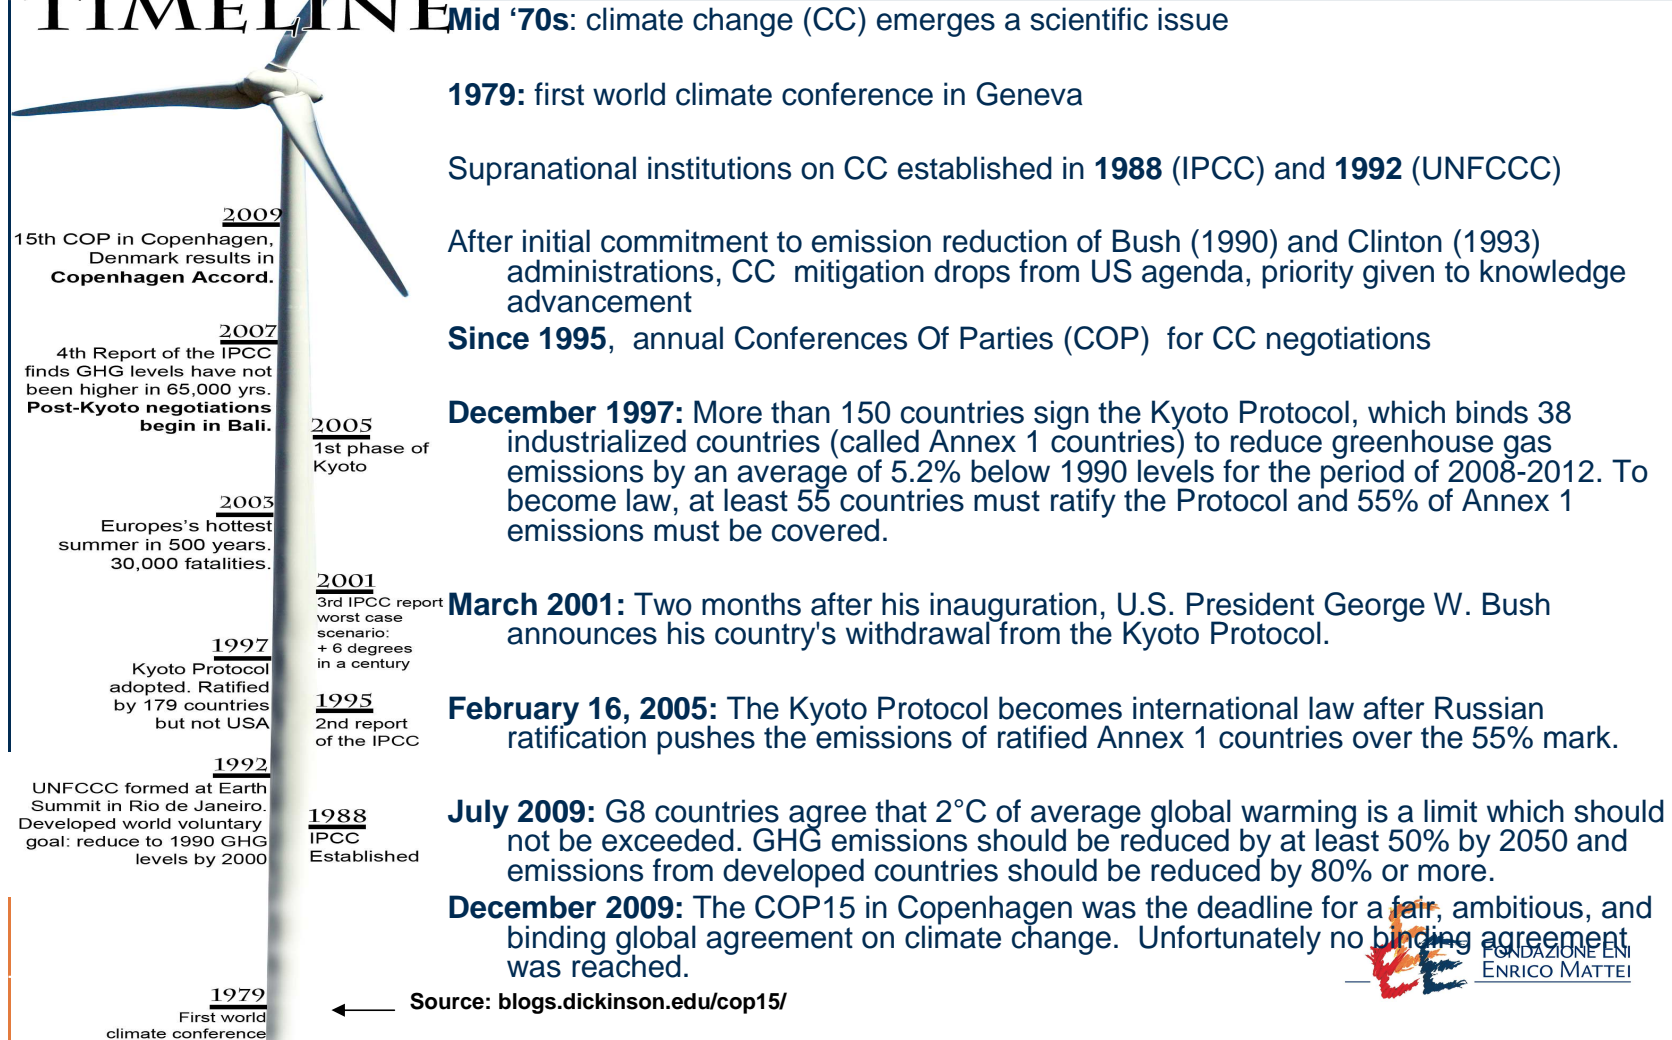 TIMELINE
Mid ‘70s: climate change (CC) emerges a scientific issue
1979: first world climate conference in Geneva
Supranational institutions on CC established in 1988 (IPCC) and 1992 (UNFCCC)
After initial commitment to emission reduction of Bush (1990) and Clinton (1993)
administrations, CC mitigation drops from US agenda, priority given to knowledge
advancement
Since 1995, annual Conferences Of Parties (COP) for CC negotiations
December 1997: More than 150 countries sign the Kyoto Protocol, which binds 38
industrialized countries (called Annex 1 countries) to reduce greenhouse gas
emissions by an average of 5.2% below 1990 levels for the period of 2008-2012. To
become law, at least 55 countries must ratify the Protocol and 55% of Annex 1
emissions must be covered.
March 2001: Two months after his inauguration, U.S. President George W. Bush
announces his country's withdrawal from the Kyoto Protocol.
February 16, 2005: The Kyoto Protocol becomes international law after Russian
ratification pushes the emissions of ratified Annex 1 countries over the 55% mark.
July 2009: G8 countries agree that 2°C of average global warming is a limit which should
not be exceeded. GHG emissions should be reduced by at least 50% by 2050 and
emissions from developed countries should be reduced by 80% or more.
December 2009: The COP15 in Copenhagen was the deadline for a fair, ambitious, and
binding global agreement on climate change. Unfortunately no binding agreement
was reached.
2009
15th COP in Copenhagen,
Denmark results in
Copenhagen Accord.
2007
4th Report of the IPCC
finds GHG levels have not
been higher in 65,000 yrs.
Post-Kyoto negotiations
begin in Bali.
2005
1st phase of
Kyoto
2003
Europes’s hottest
summer in 500 years.
30,000 fatalities.
2001
3rd IPCC report
worst case
scenario:
+ 6 degrees
in a century
1997
Kyoto Protocol
adopted. Ratified
by 179 countries
but not USA
1995
2nd report
of the IPCC
1992
UNFCCC formed at Earth
Summit in Rio de Janeiro.
Developed world voluntary
goal: reduce to 1990 GHG
levels by 2000
1988
IPCC
Established
1979
First world
climate conference
Source: blogs.dickinson.edu/cop15/
FONDAZIONE ENI
ENRICO MATTEI